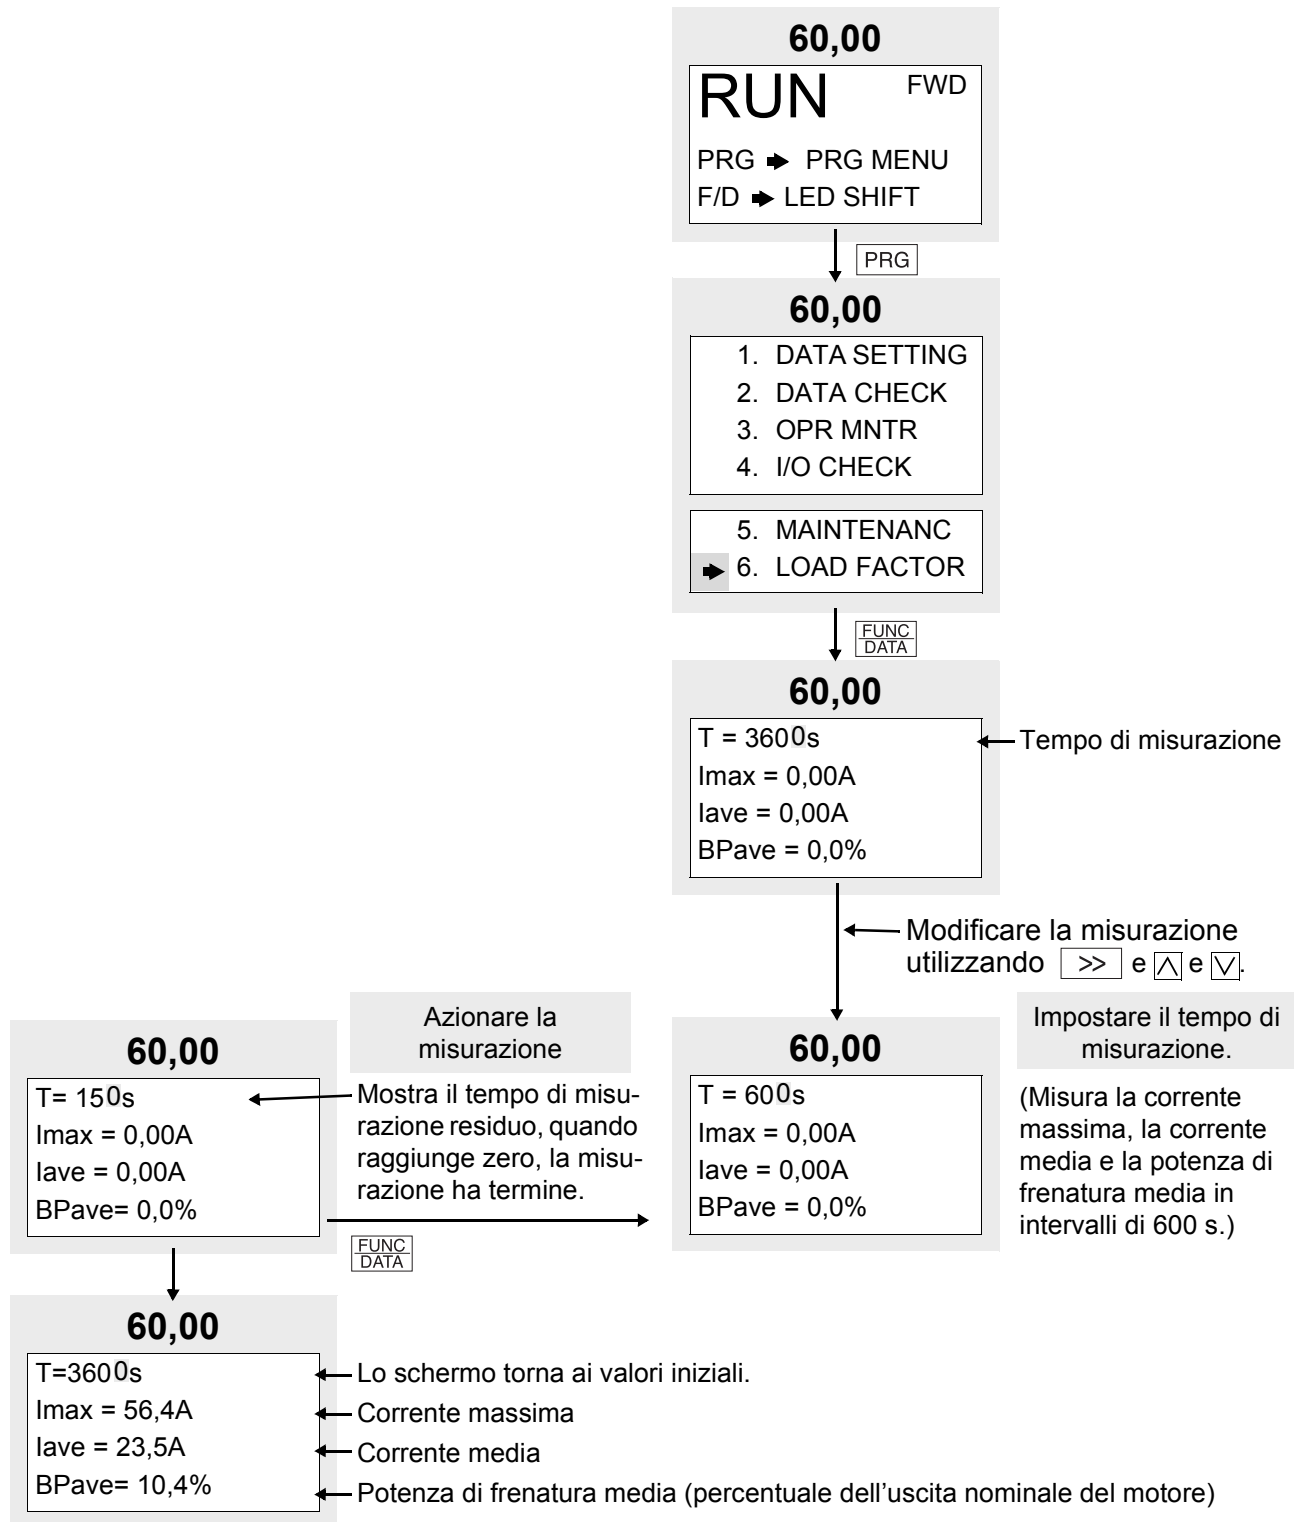 60,00
RUN FWD
PRG PRG MENU
F/D LED SHIFT
PRG
60,00
1. DATA SETTING
2. DATA CHECK
3. OPR MNTR
4. I/O CHECK
5. MAINTENANC
6. LOAD FACTOR
FUNC
DATA
60,00
T = 3600s
Imax = 0,00A
Iave = 0,00A
BPave = 0,0%
Tempo di misurazione
Modificare la misurazione
utilizzando >> e ∧ e ∨.
60,00
T = 600s
Imax = 0,00A
Iave = 0,00A
BPave = 0,0%
Impostare il tempo di
misurazione.
(Misura la corrente
massima, la corrente
media e la potenza di
frenatura media in
intervalli di 600 s.)
Azionare la
misurazione
Mostra il tempo di misu-
razione residuo, quando
raggiunge zero, la misu-
razione ha termine.
FUNC
DATA
60,00
T= 150s
Imax = 0,00A
Iave = 0,00A
BPave= 0,0%
60,00
T=3600s
Imax = 56,4A
Iave = 23,5A
BPave= 10,4%
Lo schermo torna ai valori iniziali.
Corrente massima
Corrente media
Potenza di frenatura media (percentuale dell'uscita nominale del motore)